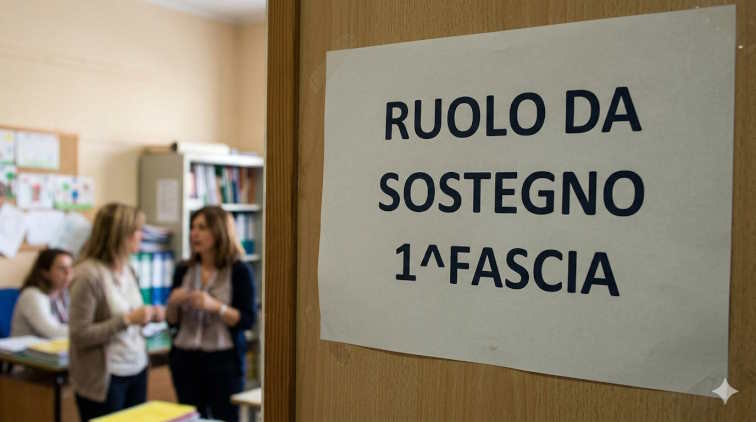 RUOLO DA
SOSTEGNO
1^FASCIA